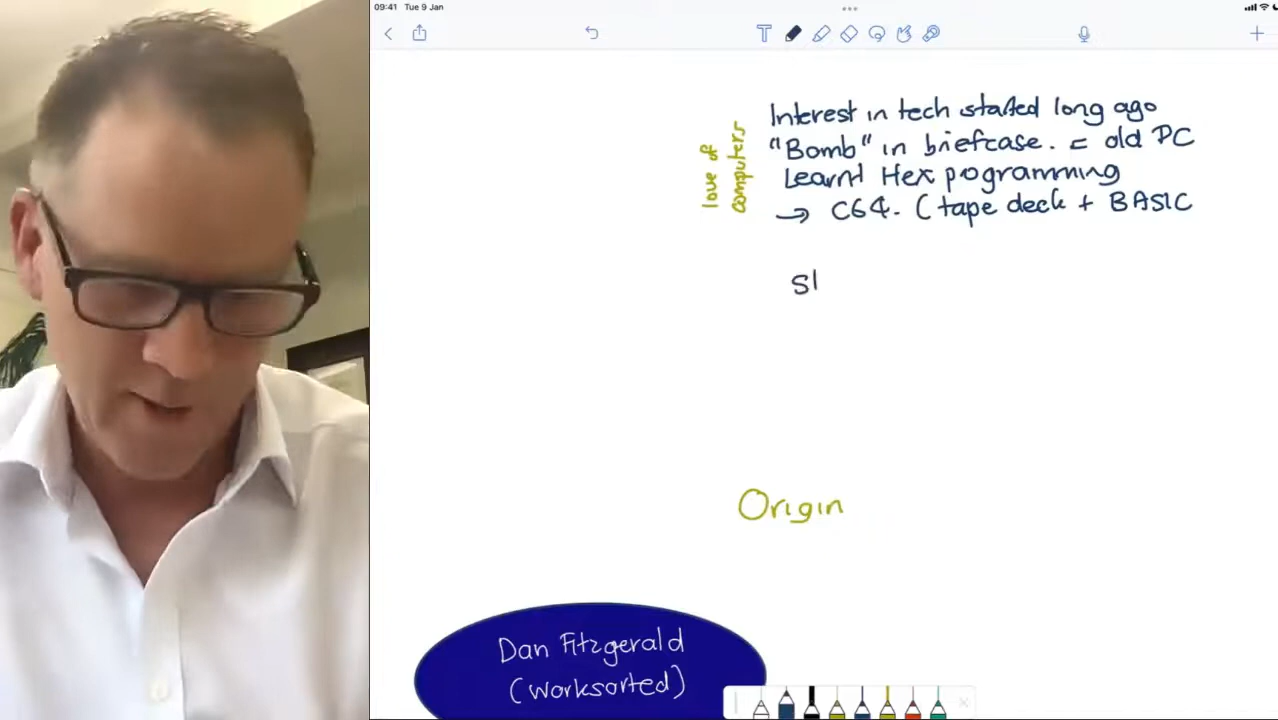 09:41 Tue 9 Jan
love of
computers
Interest in tech started long ago
"Bomb" in briefcase. = old PC
Learnt Hex pogramming
→ C64. (tape deck + BASIC
Sl
Origin
Dan Fitzgerald
(worksorted)